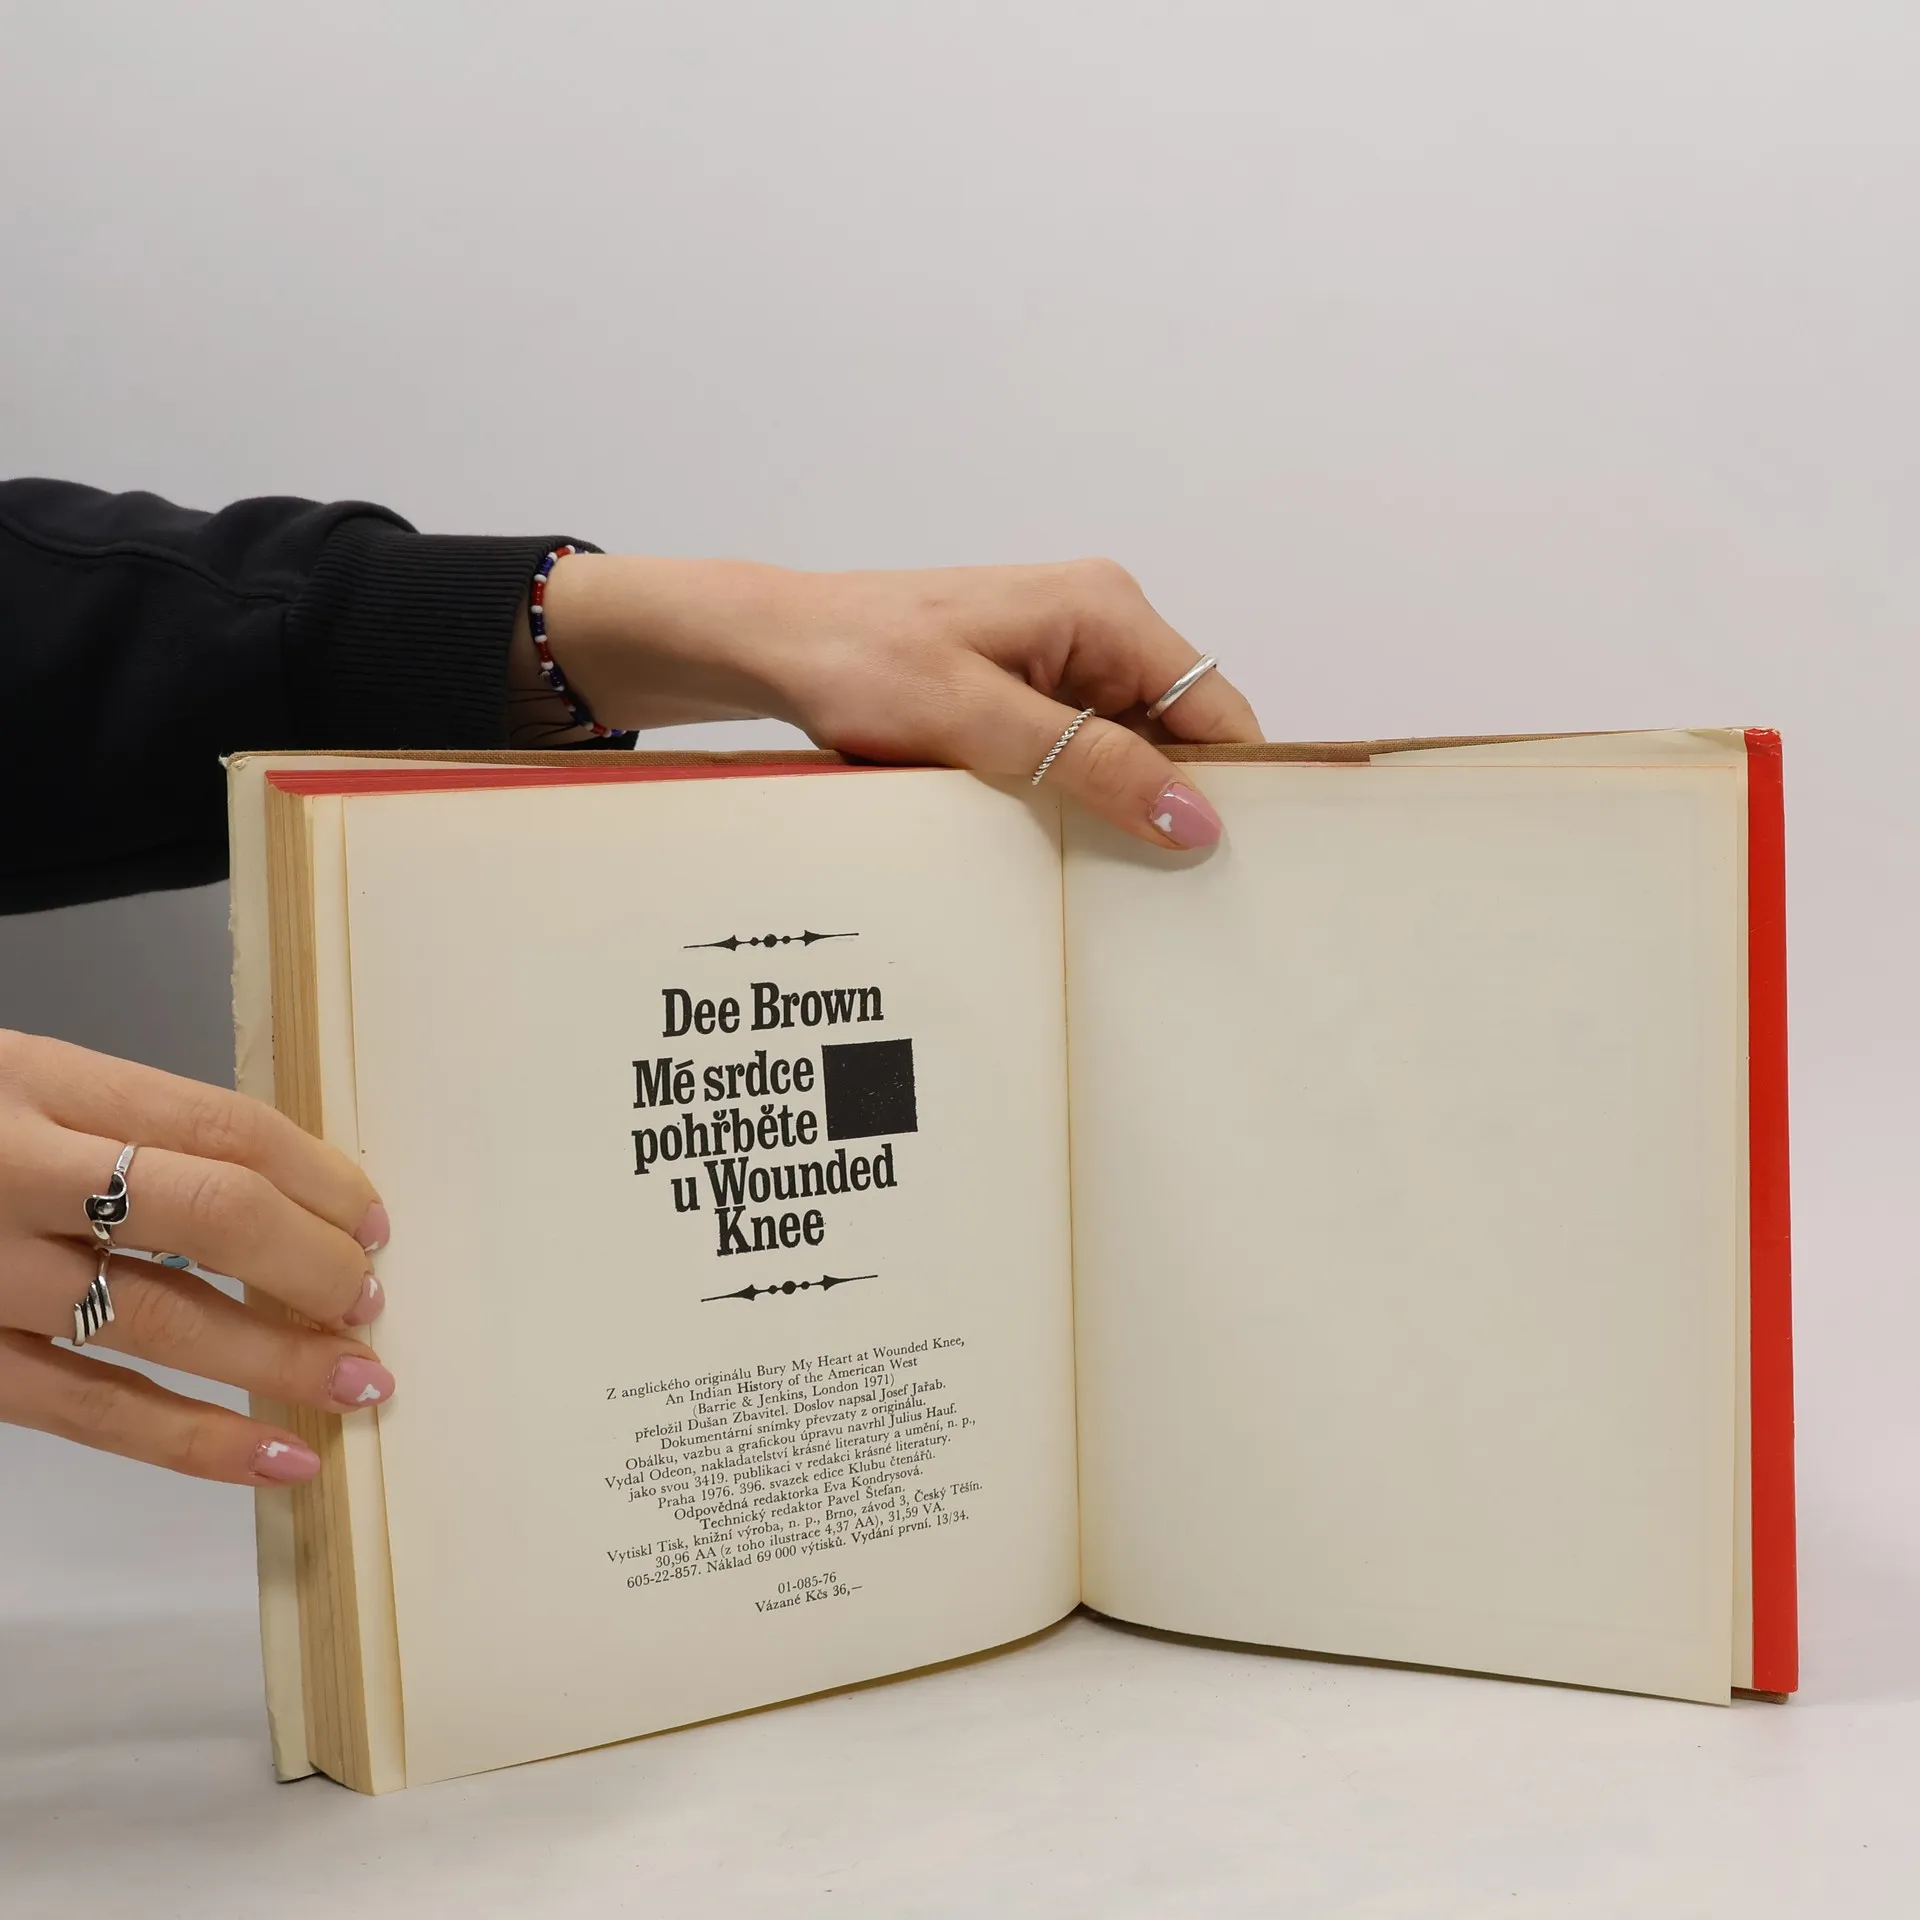 Dee Brown
Mé srdce
pohřběte
u Wounded
Knee
Z anglického originálu Bury My Heart at Wounded Knee,
An Indian History of the American West
(Barrie & Jenkins, London 1971)
přeložil Dušan Zbavitel. Doslov napsal Josef Jařab.
Dokumentární snímky převzaty z originálu.
Obálku, vazbu a grafickou úpravu navrhl Julius Hauf.
Vydal Odeon, nakladatelství krásné literatury a umění, n. p.,
jako svou 3419. publikaci v redakci krásné literatury.
Praha 1976. 396. svazek edice Klubu čtenářů.
Odpovědná redaktorka Eva Kondrysová.
Technický redaktor Pavel Štefan.
Vytiskl Tisk, knižní výroba, n. p., Brno, závod 3, Český Těšín.
30,96 AA (z toho ilustrace 4,37 AA), 31,59 VA.
605-22-857. Náklad 69 000 výtisků. Vydání první. 13/34.
01-085-76
Vázané Kčs 36,—